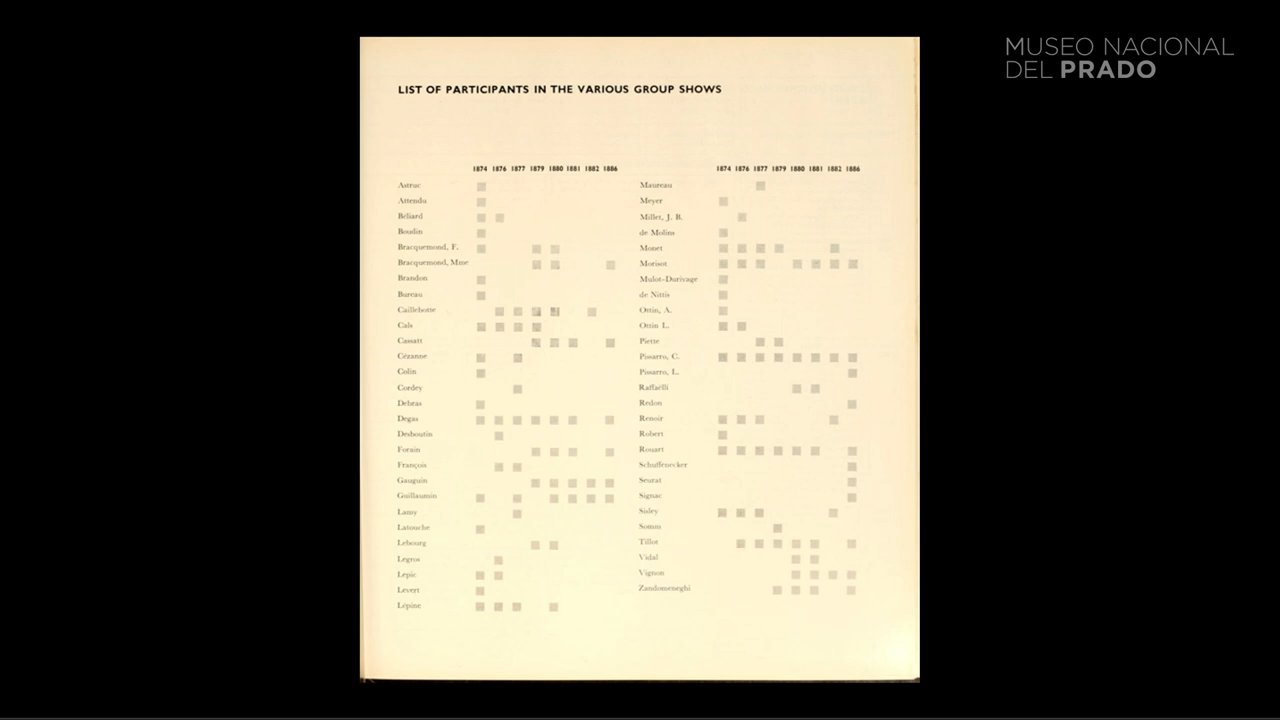 MUSEO NACIONAL
DEL PRADO
LIST OF PARTICIPANTS IN THE VARIOUS GROUP SHOWS
1874 1876 1877 1879 1880 1881 1882 1886
Astruc
Attendu
Béliard
Boudin
Bracquemond, F.
Bracquemond, Mme
Brandon
Bureau
Caillebotte
Cals
Cassatt
Cézanne
Colin
Cordey
Debras
Degas
Desboutin
Forain
François
Gauguin
Guillaumin
Lamy
Latouche
Lebourg
Legros
Lepic
Levert
Lépine
1874 1876 1877 1879 1880 1881 1882 1886
Maureau
Meyer
Millet, J. B.
de Molins
Monet
Morisot
Mulot-Durivage
de Nittis
Ottin, A.
Ottin L.
Piette
Pissarro, C.
Pissarro, L.
Raffaëlli
Redon
Renoir
Robert
Rouart
Schuffenecker
Seurat
Signac
Sisley
Somm
Tillot
Vidal
Vignon
Zandomeneghi